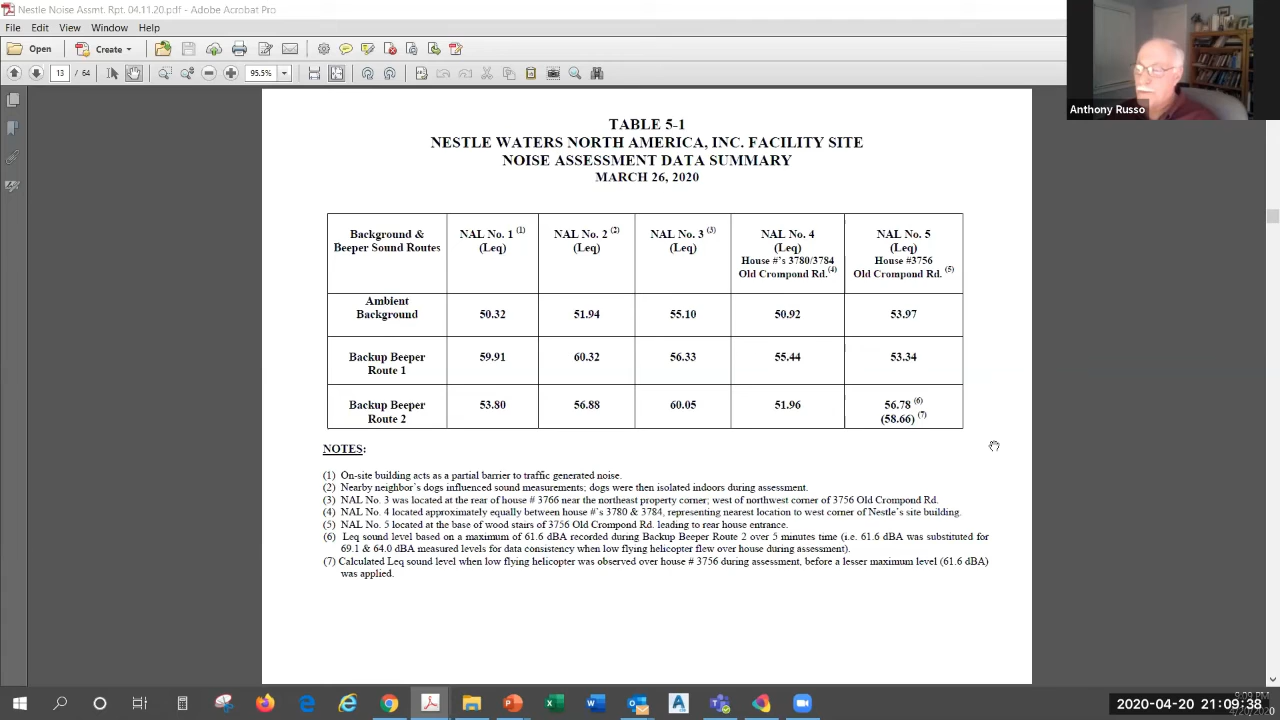 Nestle Noise Assmt. Rpt. 04.11.20.pdf - Adobe Acrobat Pro
File Edit View Window Help
Open Create
13 / 64 95.5%
Anthony Russo
TABLE 5-1
NESTLE WATERS NORTH AMERICA, INC. FACILITY SITE
NOISE ASSESSMENT DATA SUMMARY
MARCH 26, 2020
Background & Beeper Sound Routes NAL No. 1 (1) (Leq) NAL No. 2 (2) (Leq) NAL No. 3 (3) (Leq) NAL No. 4 (Leq) House #'s 3780/3784 Old Crompond Rd.(4) NAL No. 5 (Leq) House #3756 Old Crompond Rd. (5)
Ambient Background 50.32 51.94 55.10 50.92 53.97
Backup Beeper Route 1 59.91 60.32 56.33 55.44 53.34
Backup Beeper Route 2 53.80 56.88 60.05 51.96 56.78 (6) (58.66) (7)
NOTES:
(1) On-site building acts as a partial barrier to traffic generated noise.
(2) Nearby neighbor's dogs influenced sound measurements; dogs were then isolated indoors during assessment.
(3) NAL No. 3 was located at the rear of house # 3766 near the northeast property corner; west of northwest corner of 3756 Old Crompond Rd.
(4) NAL No. 4 located approximately equally between house #'s 3780 & 3784, representing nearest location to west corner of Nestle's site building.
(5) NAL No. 5 located at the base of wood stairs of 3756 Old Crompond Rd. leading to rear house entrance.
(6) Leq sound level based on a maximum of 61.6 dBA recorded during Backup Beeper Route 2 over 5 minutes time (i.e. 61.6 dBA was substituted for
69.1 & 64.0 dBA measured levels for data consistency when low flying helicopter flew over house during assessment).
(7) Calculated Leq sound level when low flying helicopter was observed over house # 3756 during assessment, before a lesser maximum level (61.6 dBA)
was applied.
2020-04-20 21:09:38